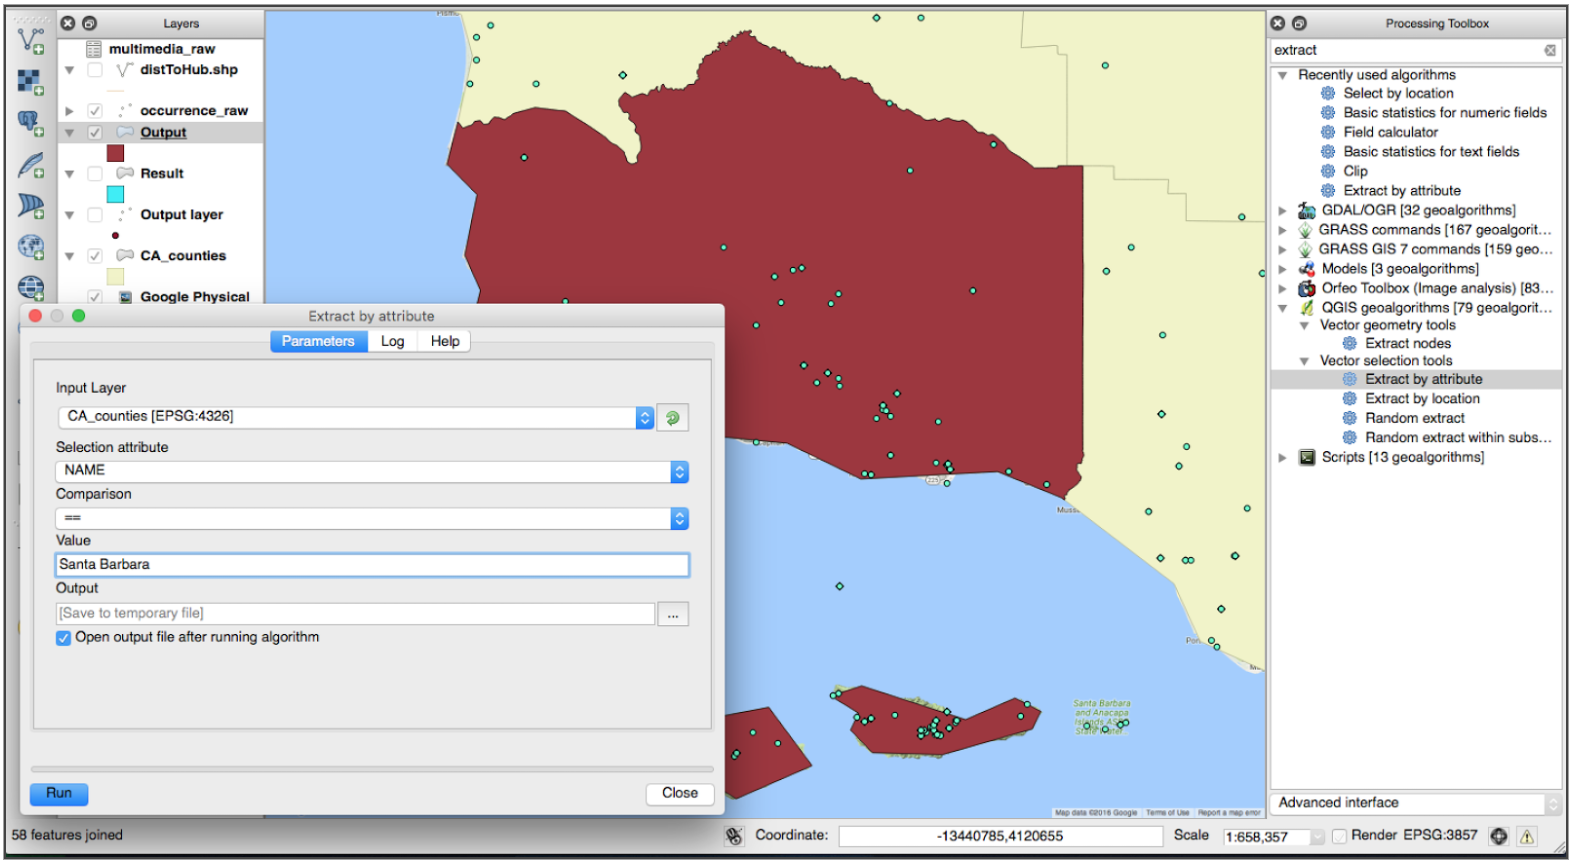 Layers
multimedia_raw
distToHub.shp
occurrence_raw
Output
Result
Output layer
CA_counties
Google Physical
Extract by attribute
Parameters
Log
Help
Input Layer
CA_counties [EPSG:4326]
Selection attribute
NAME
Comparison
==
Value
Santa Barbara
Output
[Save to temporary file]
...
Open output file after running algorithm
Run
Close
225
Santa Barbara
and Anacapa
Map data ©2016 Google
Terms of Use
Report a map error
Processing Toolbox
extract
Recently used algorithms
Select by location
Basic statistics for numeric fields
Field calculator
Basic statistics for text fields
Clip
Extract by attribute
GDAL/OGR [32 geoalgorithms]
GRASS commands [167 geoalgorit...
GRASS GIS 7 commands [159 geo...
Models [3 geoalgorithms]
Orfeo Toolbox (Image analysis) [83...
QGIS geoalgorithms [79 geoalgorit...
Vector geometry tools
Extract nodes
Vector selection tools
Extract by attribute
Extract by location
Random extract
Random extract within subs...
Scripts [13 geoalgorithms]
Advanced interface
58 features joined
Coordinate:
-13440785,4120655
Scale
1:658,357
Render
EPSG:3857